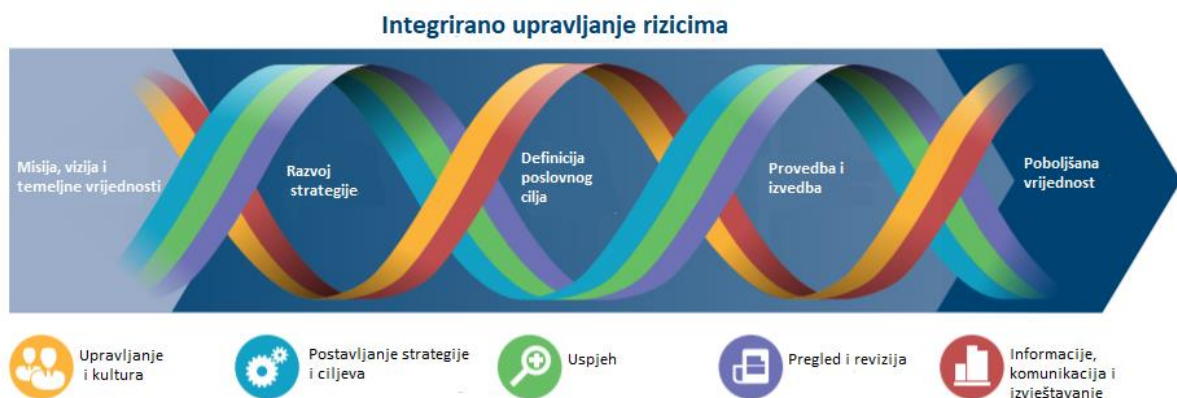 Integrirano upravljanje rizicima
Misija, vizija i
temeljne vrijednosti
Razvoj
strategije
Definicija
poslovnog
cilja
Provedba i
izvedba
Poboljšana
vrijednost
Upravljanje
i kultura
Postavljanje strategije
i ciljeva
Uspjeh
Pregled i revizija
Informacije,
komunikacija i
izvještavanje